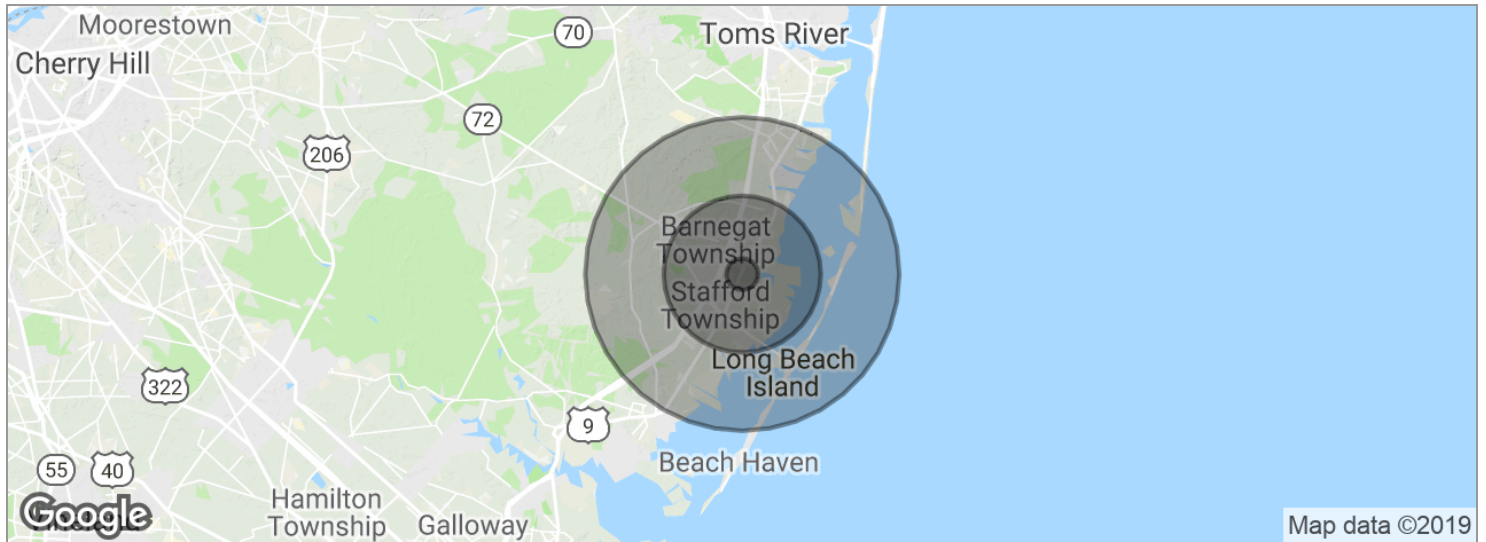 Moorestown
Cherry Hill
70
Toms River
72
206
Barnegat
Township
Stafford
Township
Long Beach
Island
322
9
Beach Haven
55
40
Hamilton
Township
Galloway
Google
Vineland
Map data ©2019